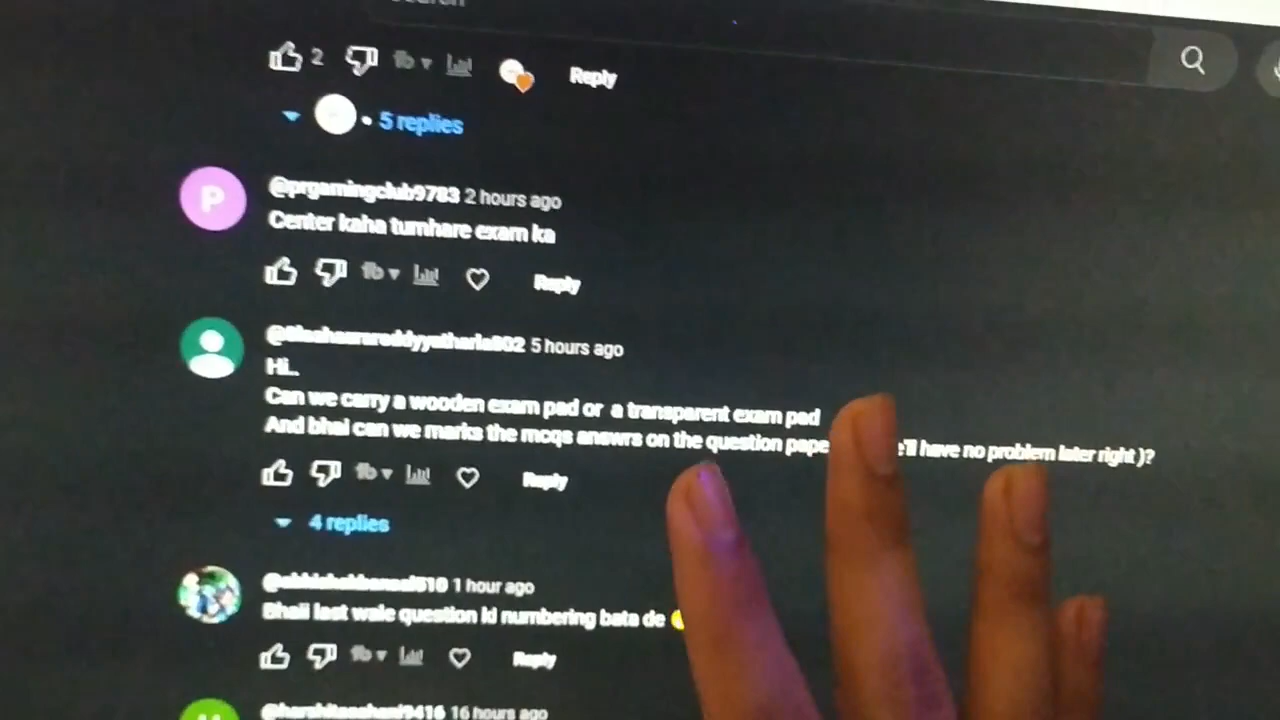 2 Reply
5 replies
@prgamingclub9783 2 hours ago
Center kaha tumhare exam ka
Reply
5 hours ago
Hi..
Can we carry a wooden exam pad or a transparent exam pad
And bhai can we marks the mcqs answrs on the question pape 'll have no problem later right )?
Reply
4 replies
1 hour ago
Bhaii last wale question ki numbering bata de
Reply
16 hours ago